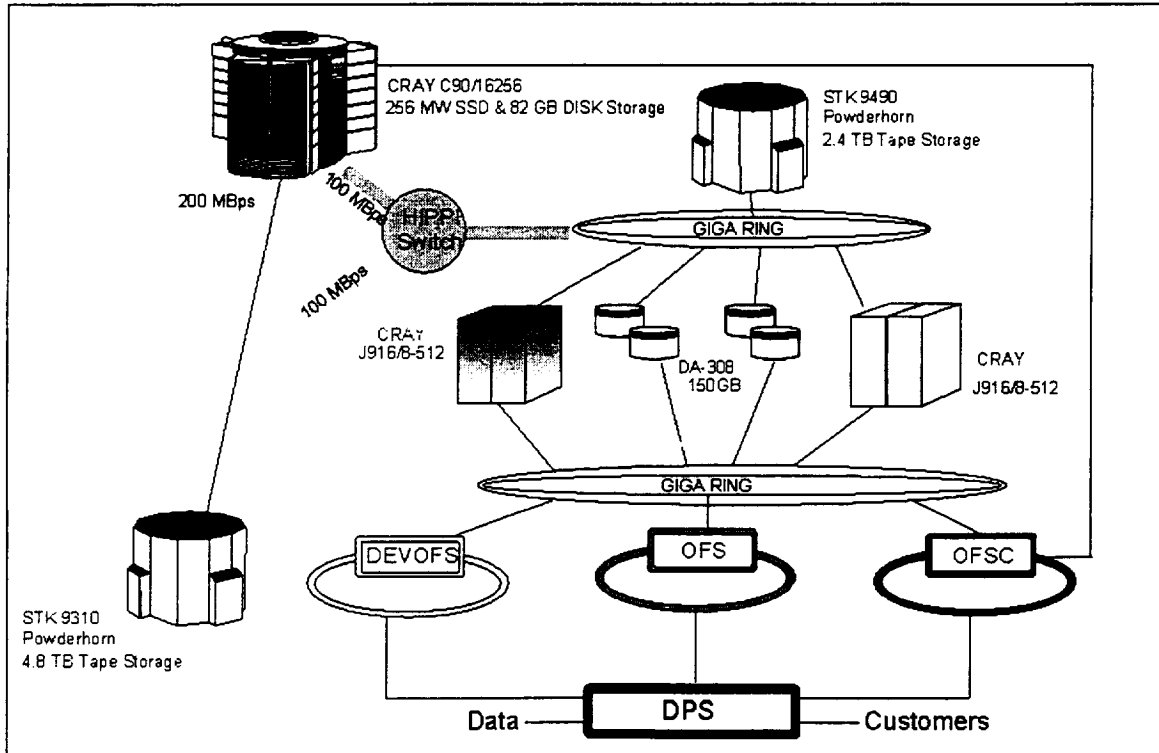 CRAY C90/16256
256 MW SSD & 82 GB DISK Storage
STK 9490
Powderhorn
2.4 TB Tape Storage
200 MBps
100 MBps
HIPPI
Switch
GIGA RING
100 MBps
CRAY
J916/8-512
DA-308
150GB
CRAY
J916/8-512
GIGA RING
DEVOFS
OFS
OFSC
STK 9310
Powderhorn
4.8 TB Tape Storage
DPS
Data
Customers